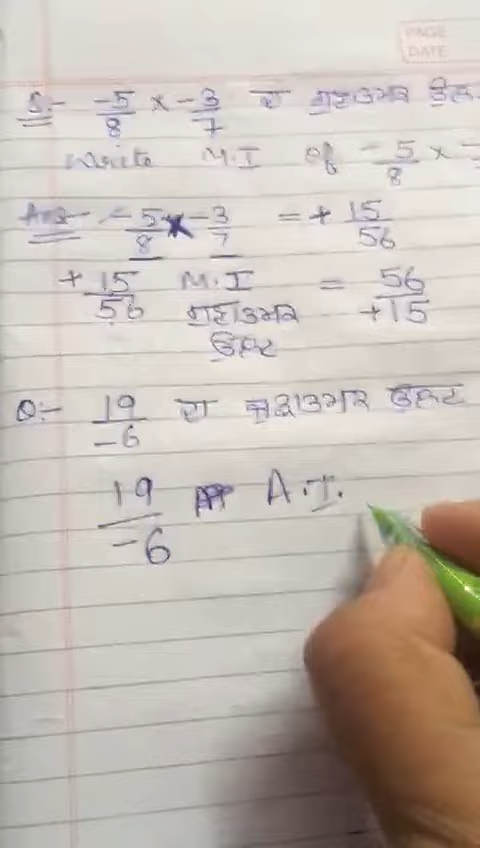 PAGE
DATE
Q:- -5/8 × -3/7 ਦਾ ਗੁਣਾਤਮਕ
Write M.I of -5/8 ×
Ans:- -5/8 × -3/7 = + 15/56
+ 15/56 M.I = 56/+15
ਗੁਣਾਤਮਕ
ਉਲਟ
Q:- 19/-6 ਦਾ ਜੋੜਾਤਮਕ ਉਲਟ
19/-6 A.I.